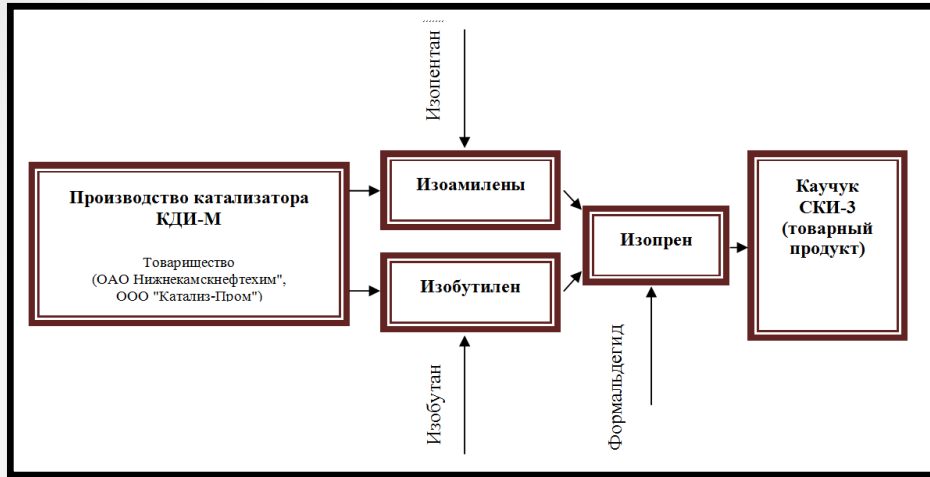 Изопентан
Производство катализатора
КДИ-М
Товарищество
(ОАО Нижнекамскнефтехим",
ООО "Катализ-Пром")
Изоамилены
Изобутилен
Изобутан
Изопрен
Формальдегид
Каучук
СКИ-3
(товарный
продукт)